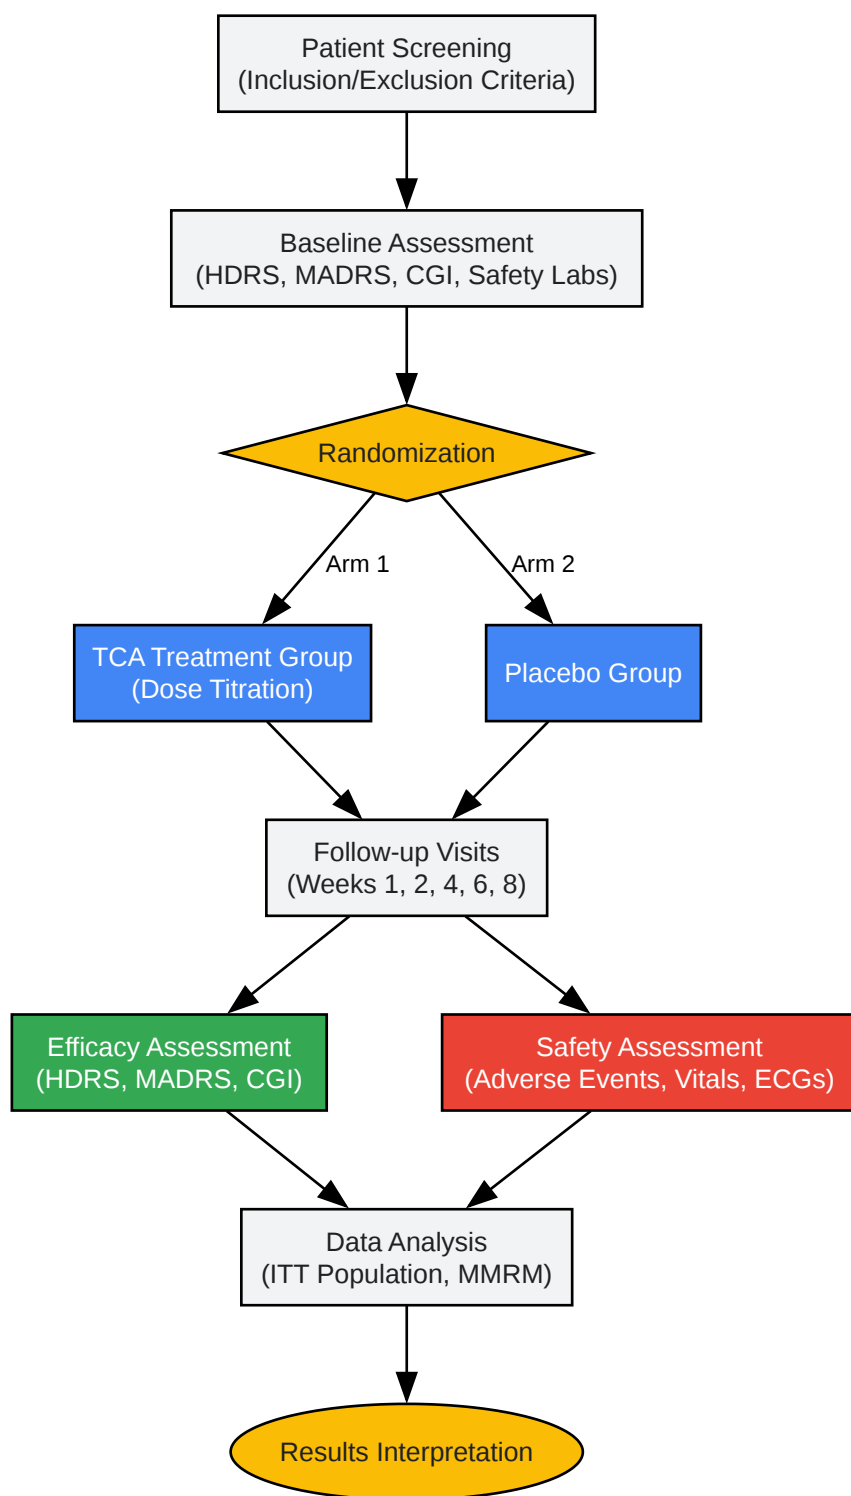 Patient Screening
(Inclusion/Exclusion Criteria)
Baseline Assessment
(HDRS, MADRS, CGI, Safety Labs)
Randomization
Arm 1
Arm 2
TCA Treatment Group
(Dose Titration)
Placebo Group
Follow-up Visits
(Weeks 1, 2, 4, 6, 8)
Efficacy Assessment
(HDRS, MADRS, CGI)
Safety Assessment
(Adverse Events, Vitals, ECGs)
Data Analysis
(ITT Population, MMRM)
Results Interpretation